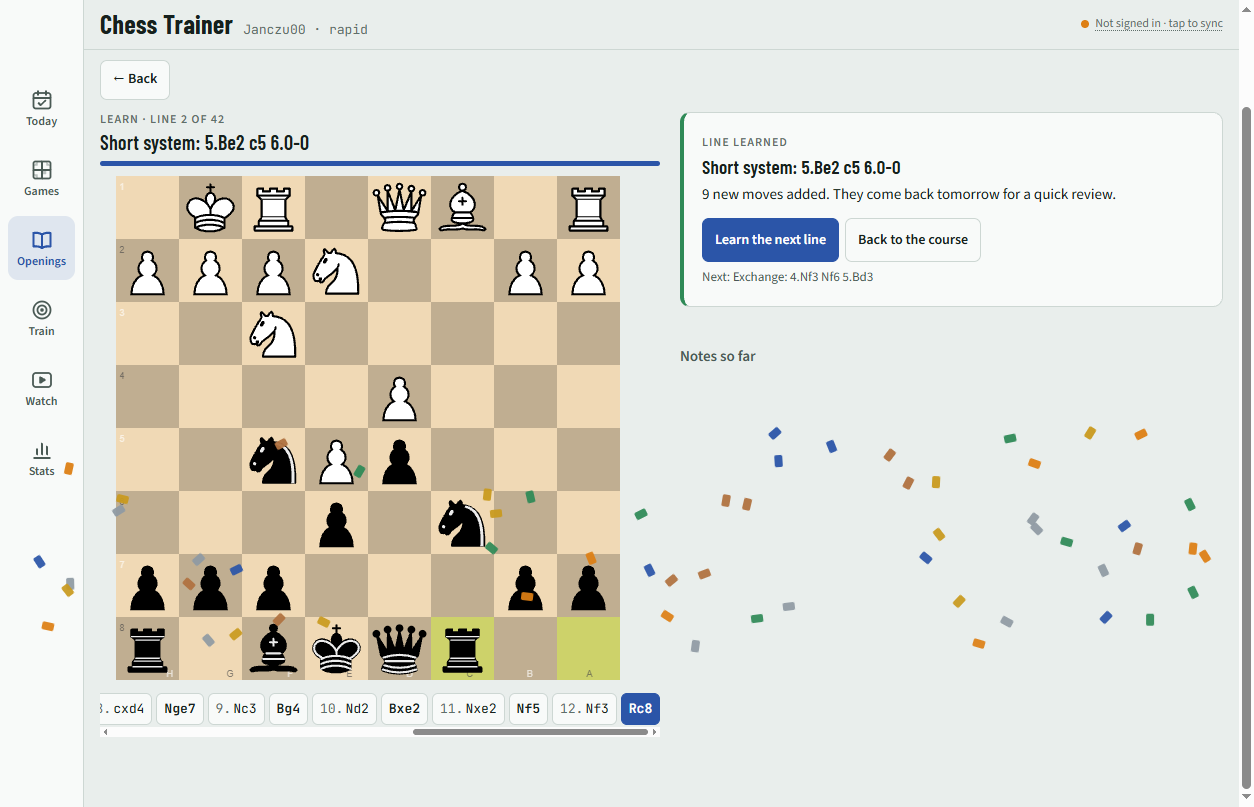 Chess Trainer Janczu00 · rapid
Not signed in · tap to sync
← Back
Today
Games
Openings
Train
Watch
Stats
LEARN · LINE 2 OF 42
Short system: 5.Be2 c5 6.0-0
1
2
3
4
5
7
8
H G E B A
3. cxd4 Nge7 9. Nc3 Bg4 10. Nd2 Bxe2 11. Nxe2 Nf5 12. Nf3 Rc8
LINE LEARNED
Short system: 5.Be2 c5 6.0-0
9 new moves added. They come back tomorrow for a quick review.
Learn the next line
Back to the course
Next: Exchange: 4.Nf3 Nf6 5.Bd3
Notes so far